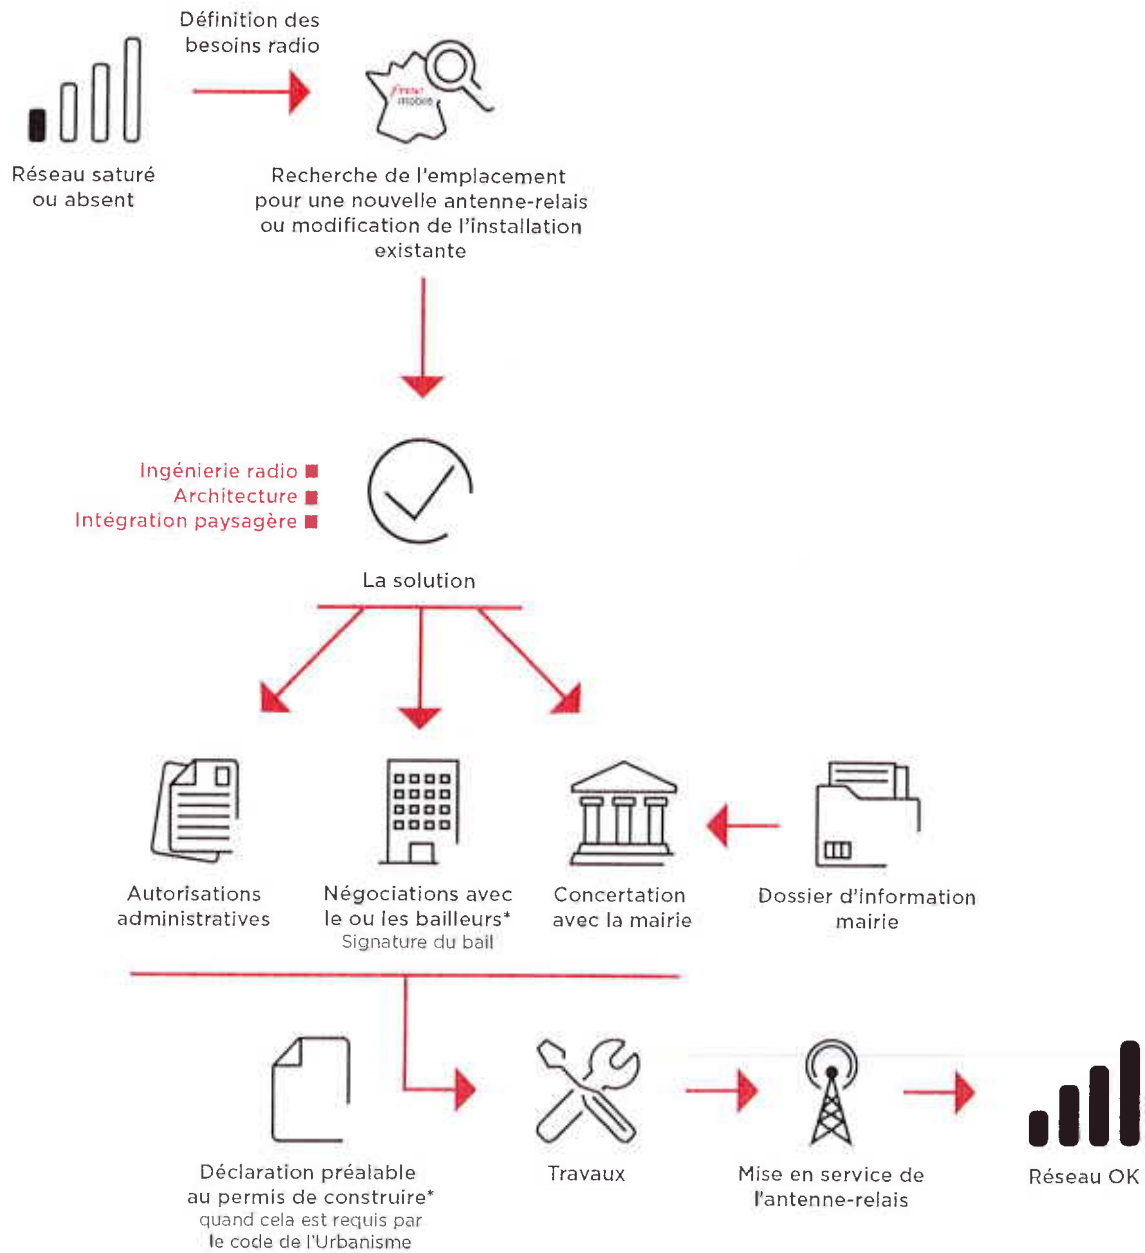 Définition des
besoins radio
free
mobile
Réseau saturé
ou absent
Recherche de l'emplacement
pour une nouvelle antenne-relais
ou modification de l'installation
existante
Ingénierie radio
Architecture
Intégration paysagère
La solution
Autorisations
administratives
Négociations avec
le ou les bailleurs*
Signature du bail
Concertation
avec la mairie
Dossier d'information
mairie
Déclaration préalable
au permis de construire*
quand cela est requis par
le code de l'Urbanisme
Travaux
Mise en service de
l'antenne-relais
Réseau OK